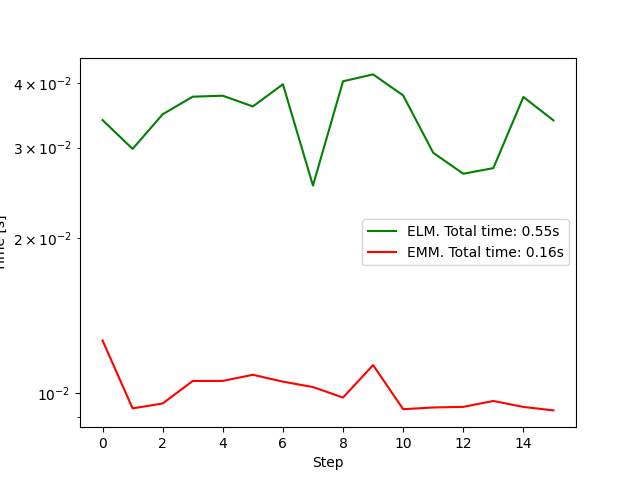 4 × 10⁻²
3 × 10⁻²
2 × 10⁻²
10⁻²
[s]
ELM. Total time: 0.55s
EMM. Total time: 0.16s
0 2 4 6 8 10 12 14
Step